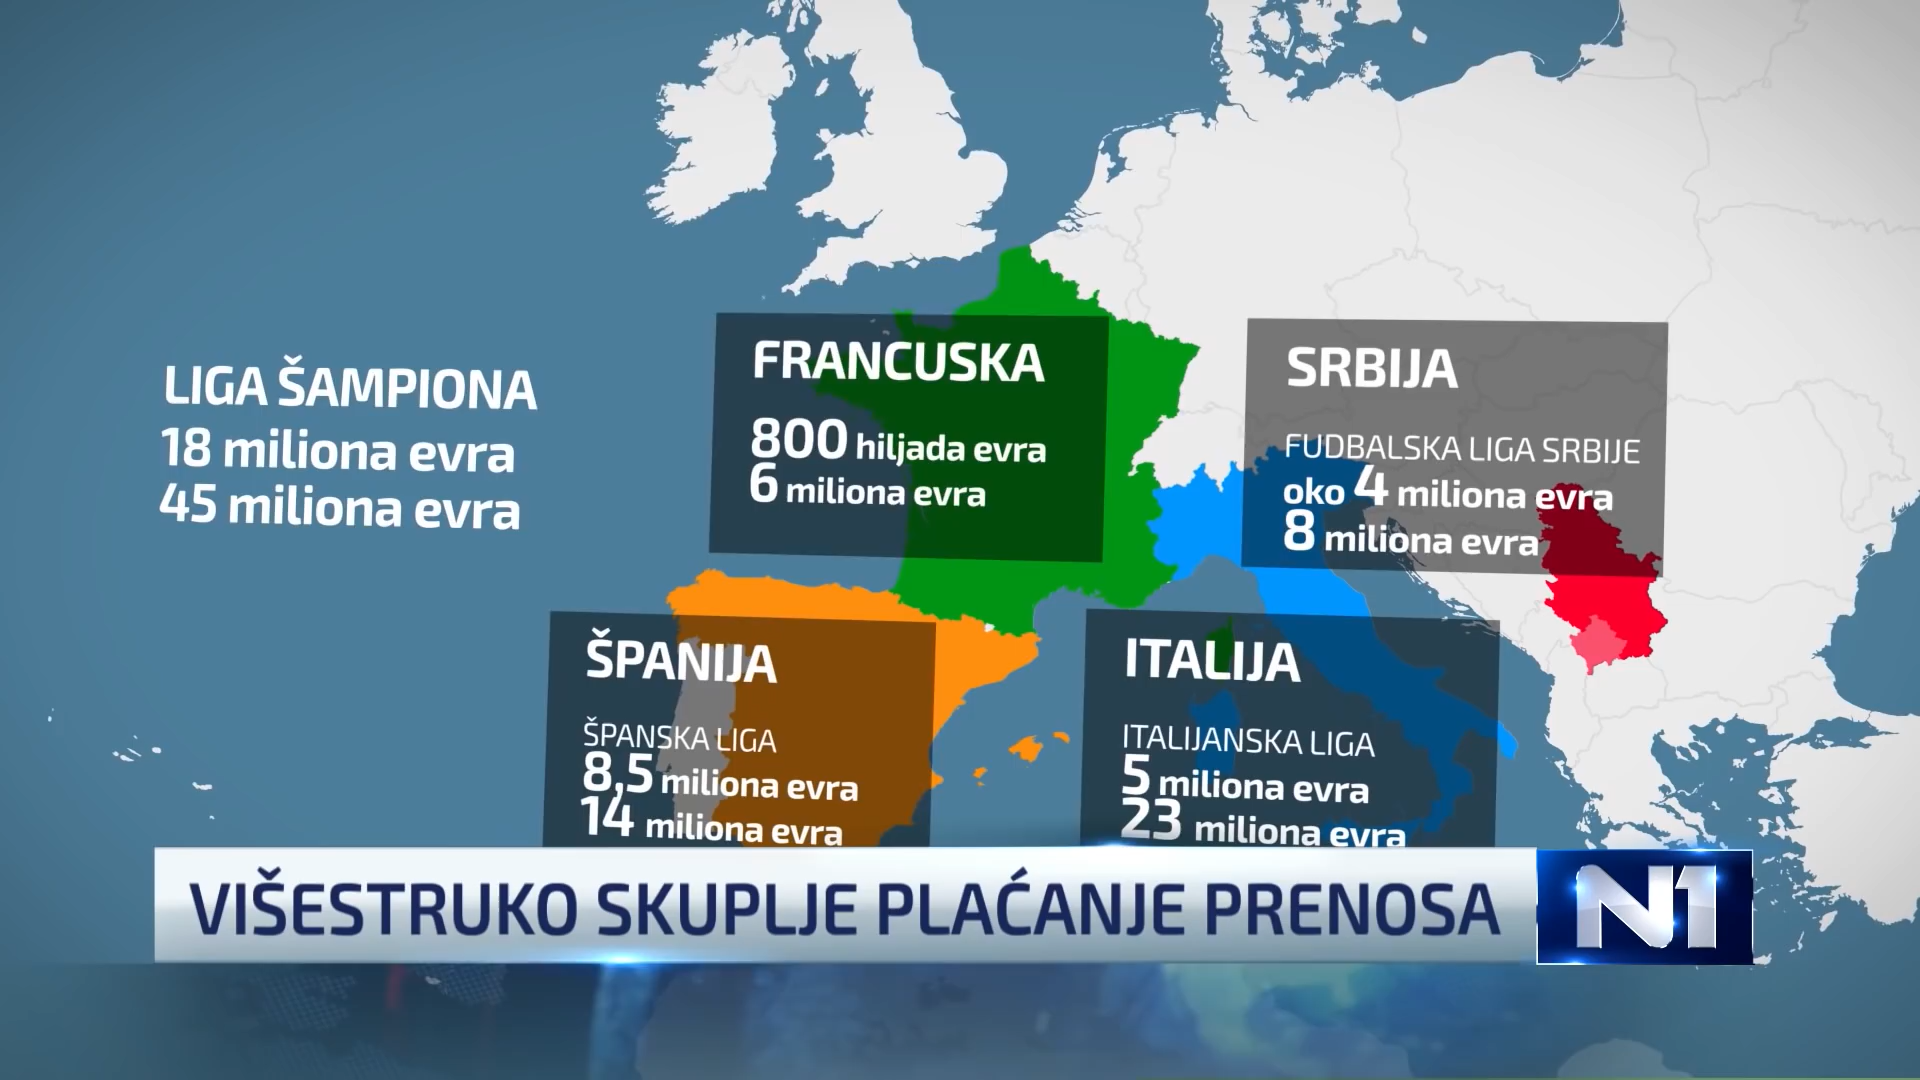 LIGA ŠAMPIONA
18 miliona evra
45 miliona evra
FRANCUSKA
800 hiljada evra
6 miliona evra
SRBIJA
FUDBALSKA LIGA SRBIJE
oko 4 miliona evra
8 miliona evra
ŠPANIJA
ŠPANSKA LIGA
8,5 miliona evra
14 miliona evra
ITALIJA
ITALIJANSKA LIGA
5 miliona evra
23 miliona evra
VIŠESTRUKO SKUPLJE PLAĆANJE PRENOSA
N1